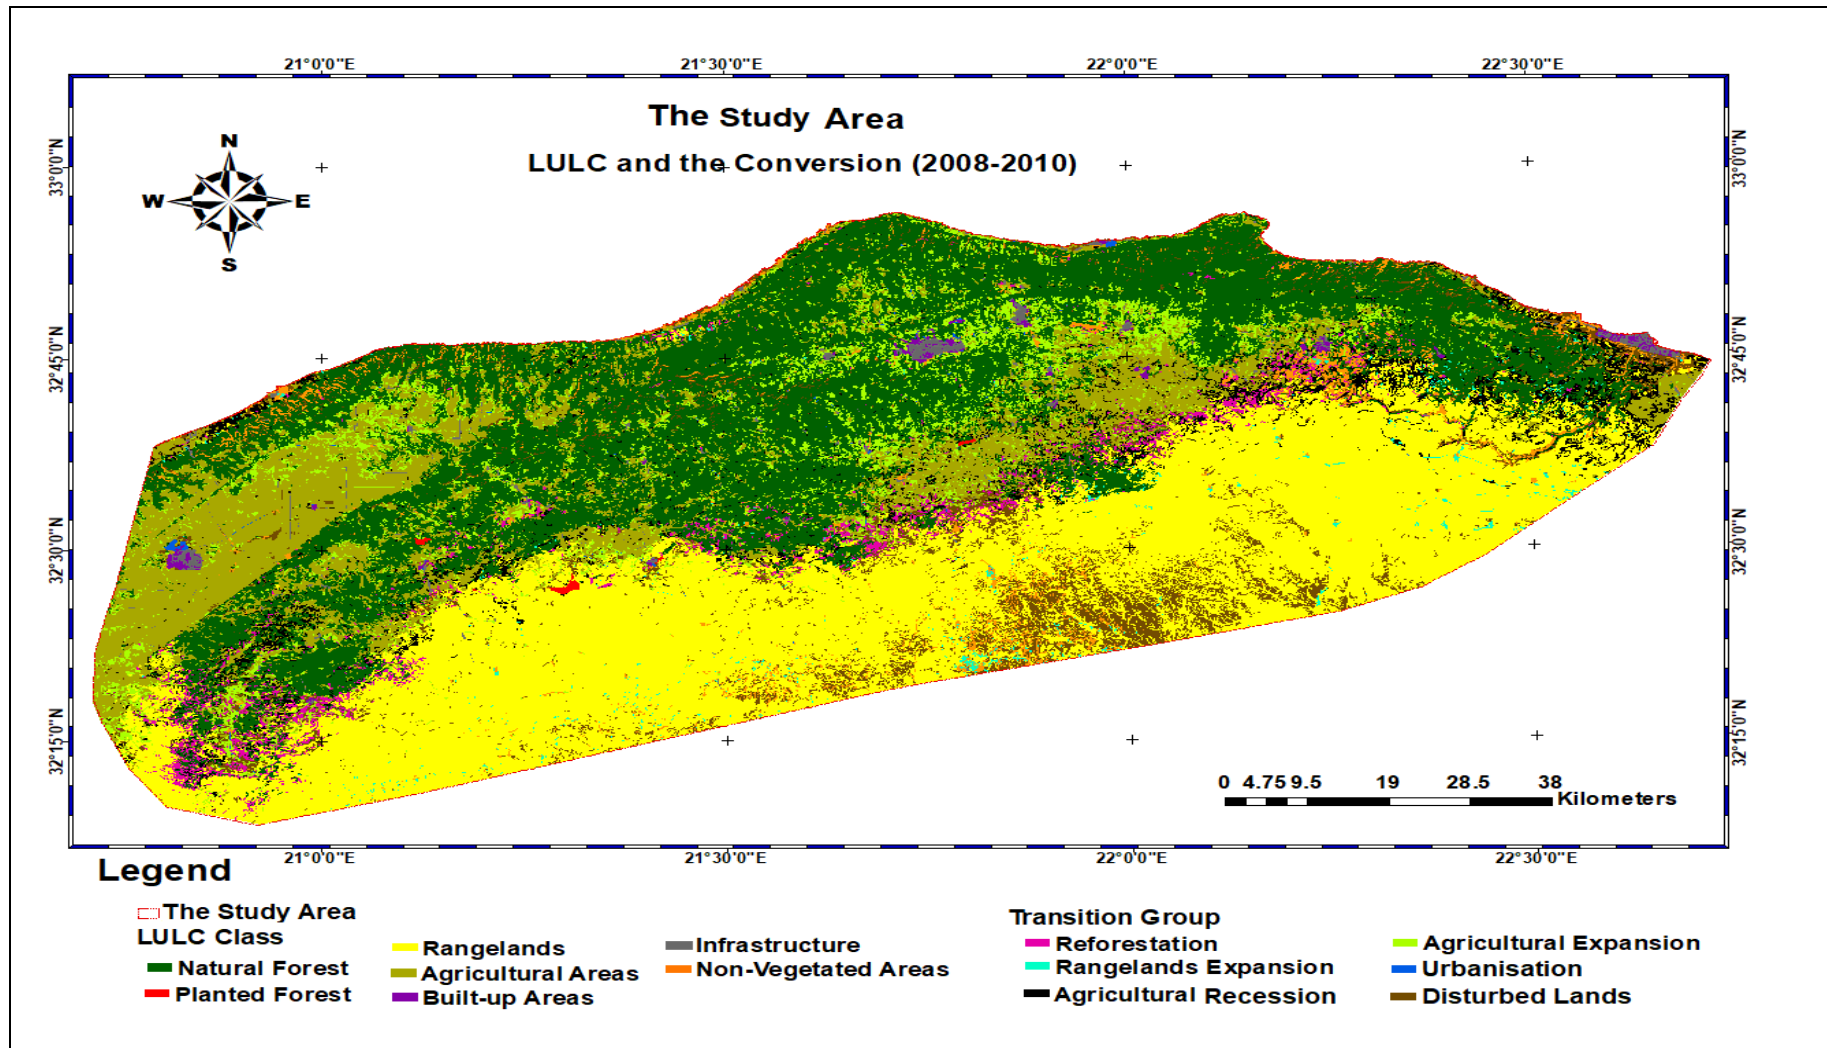 21°0'0"E 21°30'0"E 22°0'0"E 22°30'0"E
The Study Area
LULC and the Conversion (2008-2010)
N
W E
S
33°0'0"N 33°0'0"N
32°45'0"N 32°45'0"N
32°30'0"N 32°30'0"N
32°15'0"N 32°15'0"N
0 4.75 9.5 19 28.5 38
Kilometers
21°0'0"E 21°30'0"E 22°0'0"E 22°30'0"E
Legend
The Study Area
LULC Class
Natural Forest
Planted Forest
Rangelands
Agricultural Areas
Built-up Areas
Infrastructure
Non-Vegetated Areas
Transition Group
Reforestation
Rangelands Expansion
Agricultural Recession
Agricultural Expansion
Urbanisation
Disturbed Lands